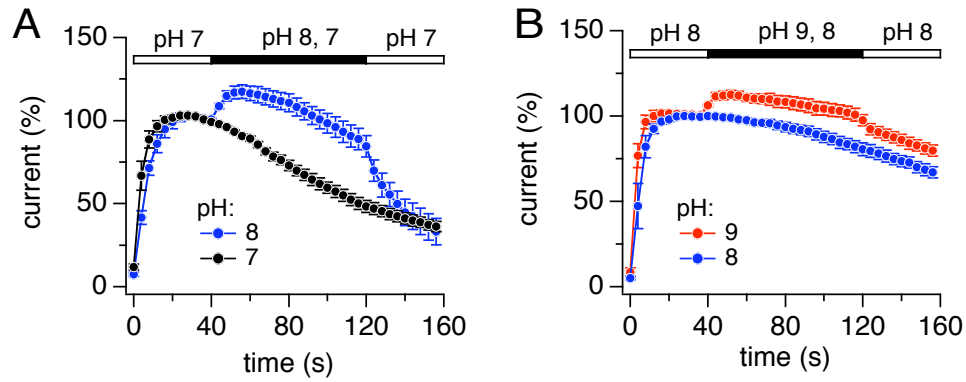 A
pH 7 pH 8, 7 pH 7
150
100
50
0
current (%)
pH:
8
7
0 40 80 120 160
time (s)
B
pH 8 pH 9, 8 pH 8
150
100
50
0
current (%)
pH:
9
8
0 40 80 120 160
time (s)